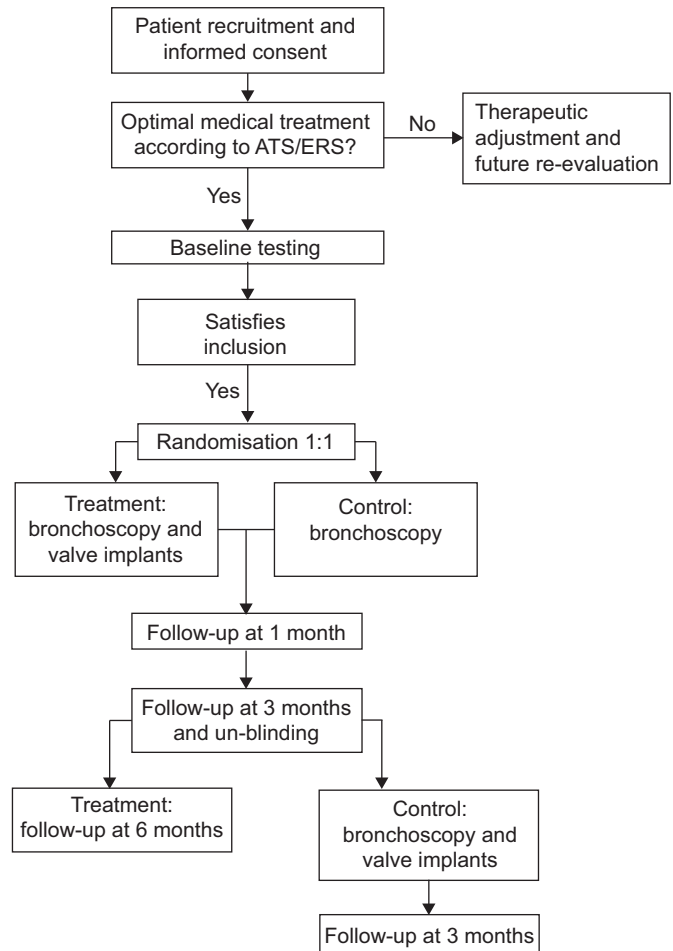 Patient recruitment and
informed consent
Optimal medical treatment
according to ATS/ERS?
No
Therapeutic
adjustment and
future re-evaluation
Yes
Baseline testing
Satisfies
inclusion
Yes
Randomisation 1:1
Treatment:
bronchoscopy and
valve implants
Control:
bronchoscopy
Follow-up at 1 month
Follow-up at 3 months
and un-blinding
Treatment:
follow-up at 6 months
Control:
bronchoscopy and
valve implants
Follow-up at 3 months